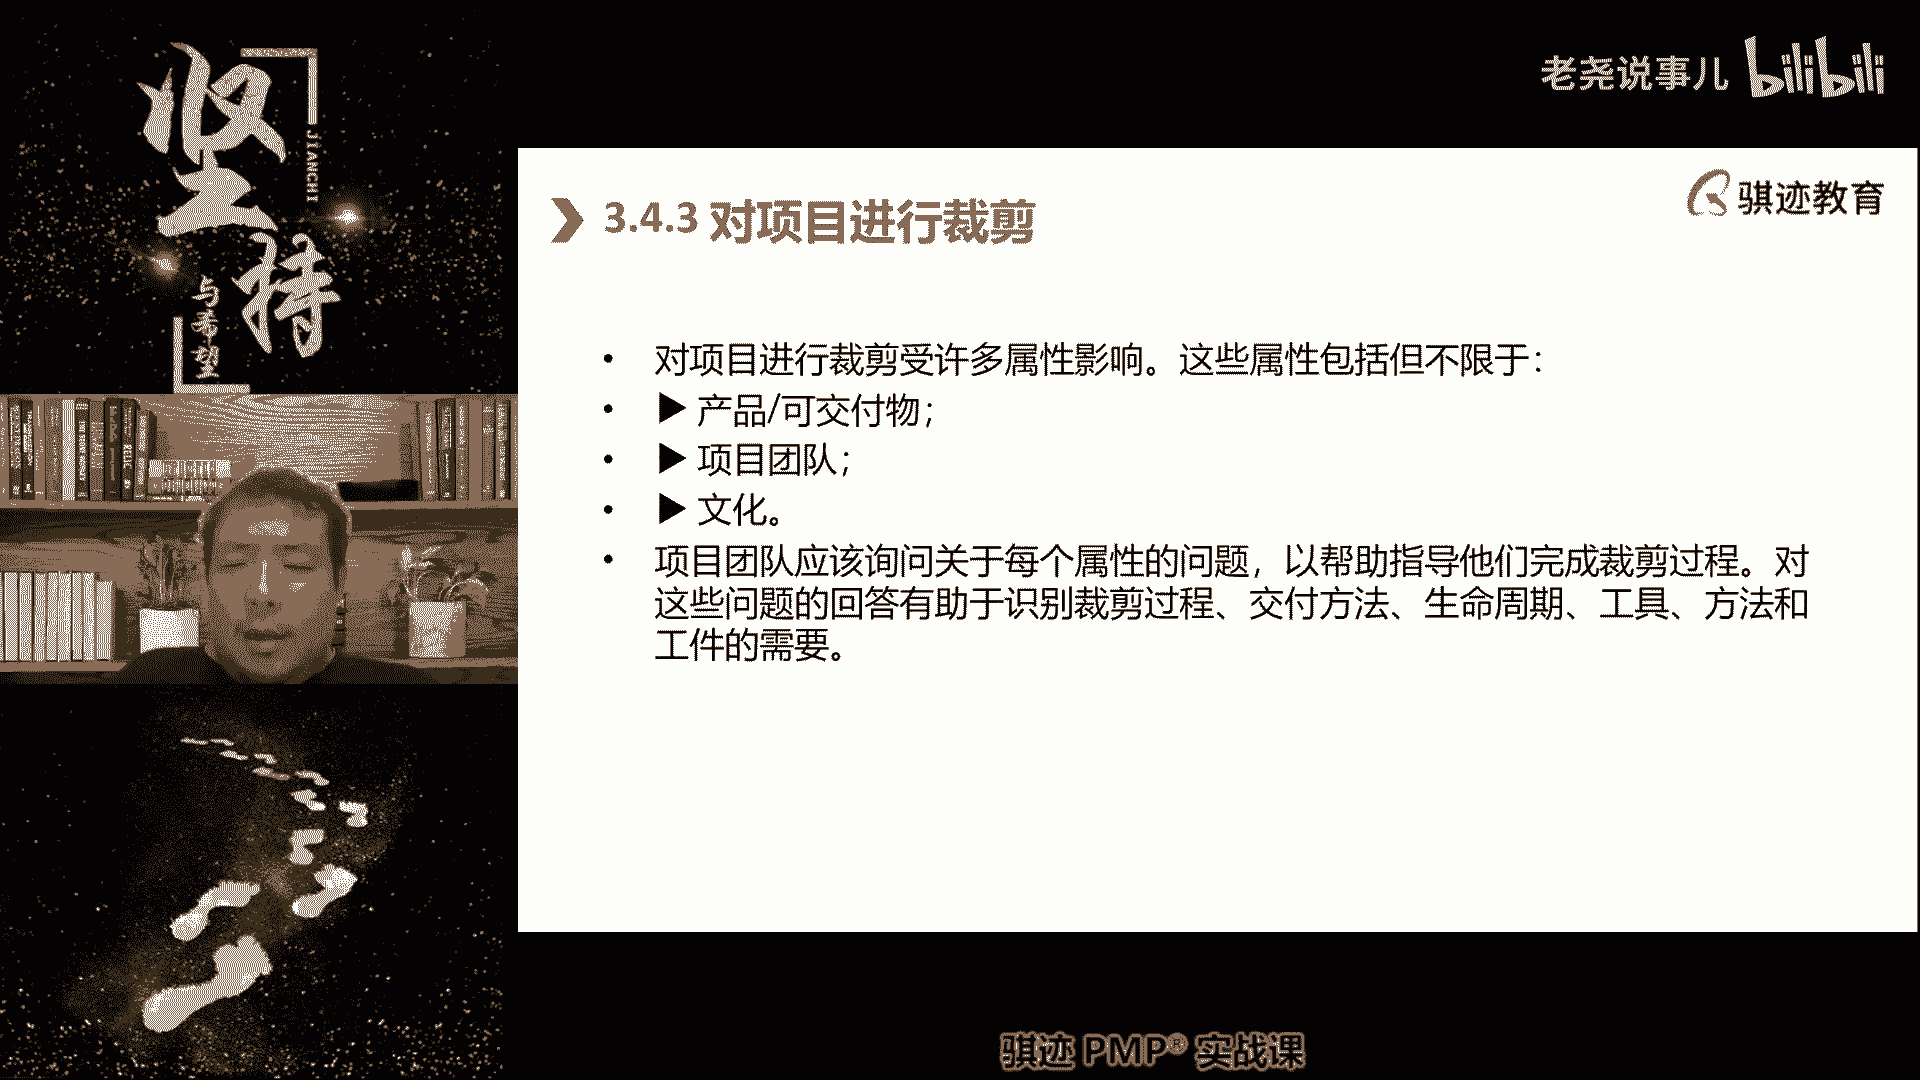 坚持
JIANCHI
与希望
老尧说事儿 bilibili
骐迹教育
3.4.3 对项目进行裁剪
• 对项目进行裁剪受许多属性影响。这些属性包括但不限于：
• ▶ 产品/可交付物；
• ▶ 项目团队；
• ▶ 文化。
• 项目团队应该询问关于每个属性的问题，以帮助指导他们完成裁剪过程。对
这些问题的回答有助于识别裁剪过程、交付方法、生命周期、工具、方法和
工件的需要。
骐迹 PMP® 实战课